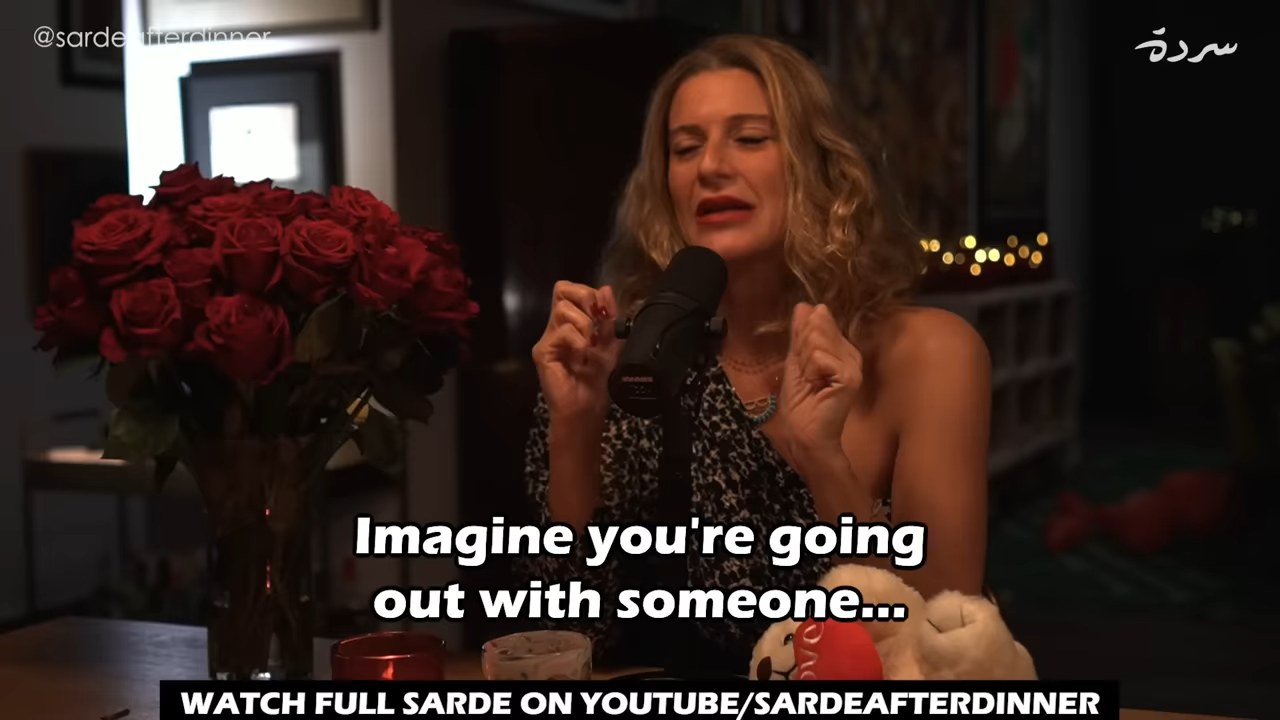 @sardeafterdinner
سردة
Imagine you're going
out with someone...
love
WATCH FULL SARDE ON YOUTUBE/SARDEAFTERDINNER